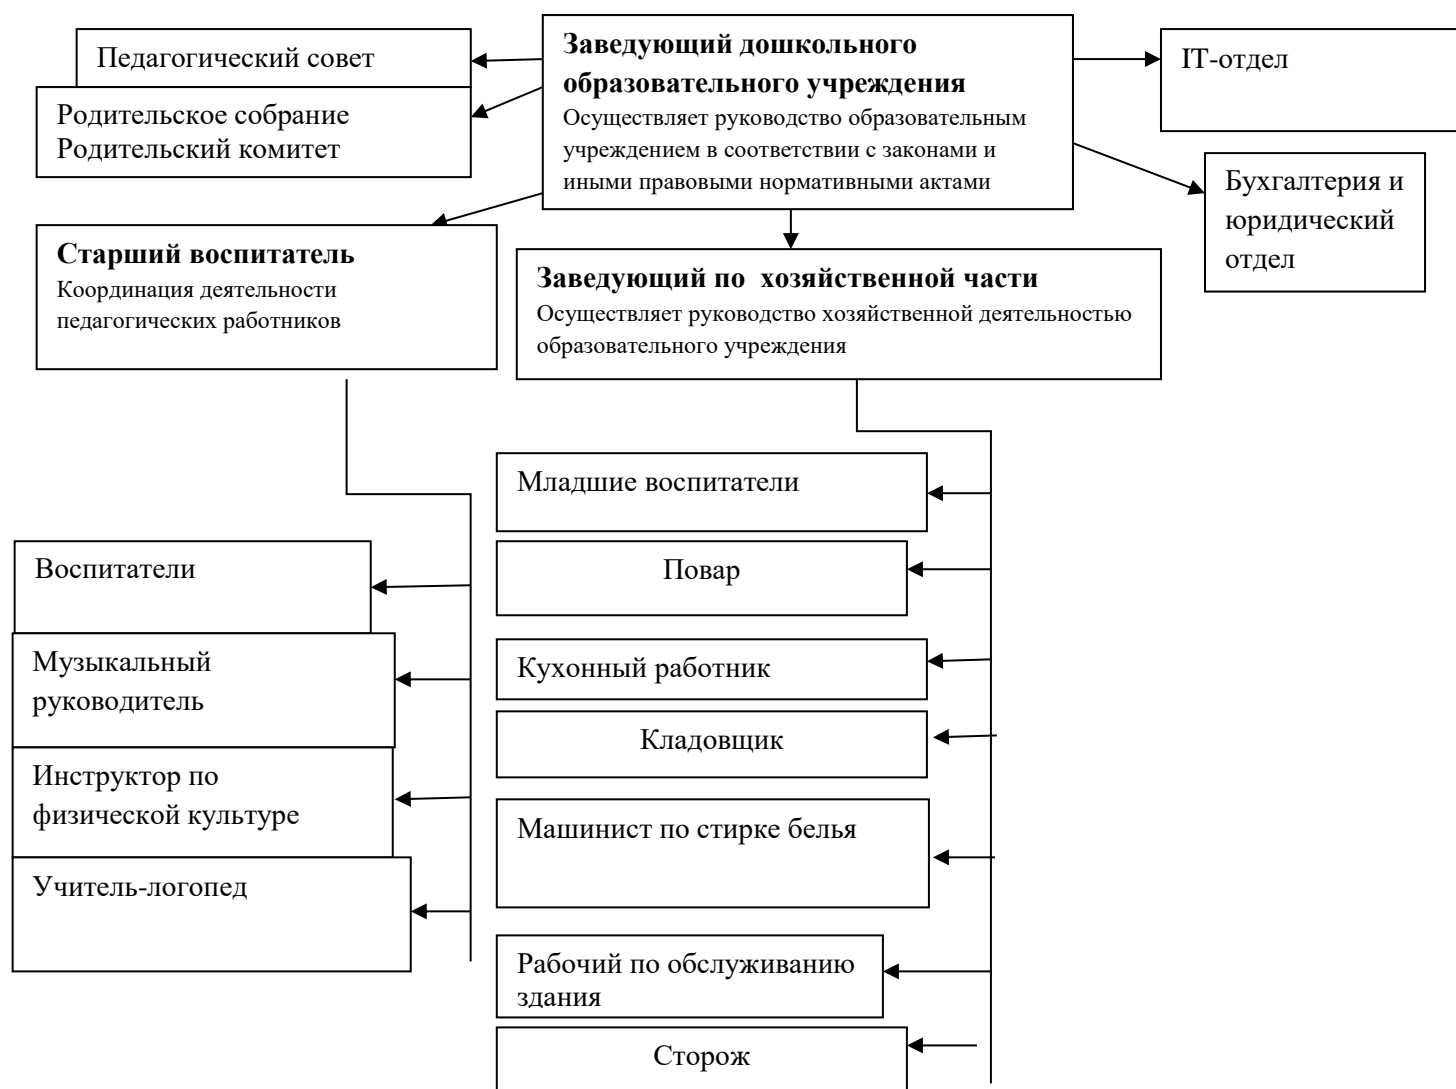 Педагогический совет
Родительское собрание
Родительский комитет
Заведующий дошкольного
образовательного учреждения
Осуществляет руководство образовательным
учреждением в соответствии с законами и
иными правовыми нормативными актами
IT-отдел
Бухгалтерия и
юридический
отдел
Старший воспитатель
Координация деятельности
педагогических работников
Заведующий по  хозяйственной части
Осуществляет руководство хозяйственной деятельностью
образовательного учреждения
Воспитатели
Музыкальный
руководитель
Инструктор по
физической культуре
Учитель-логопед
Младшие воспитатели
Повар
Кухонный работник
Кладовщик
Машинист по стирке белья
Рабочий по обслуживанию
здания
Сторож